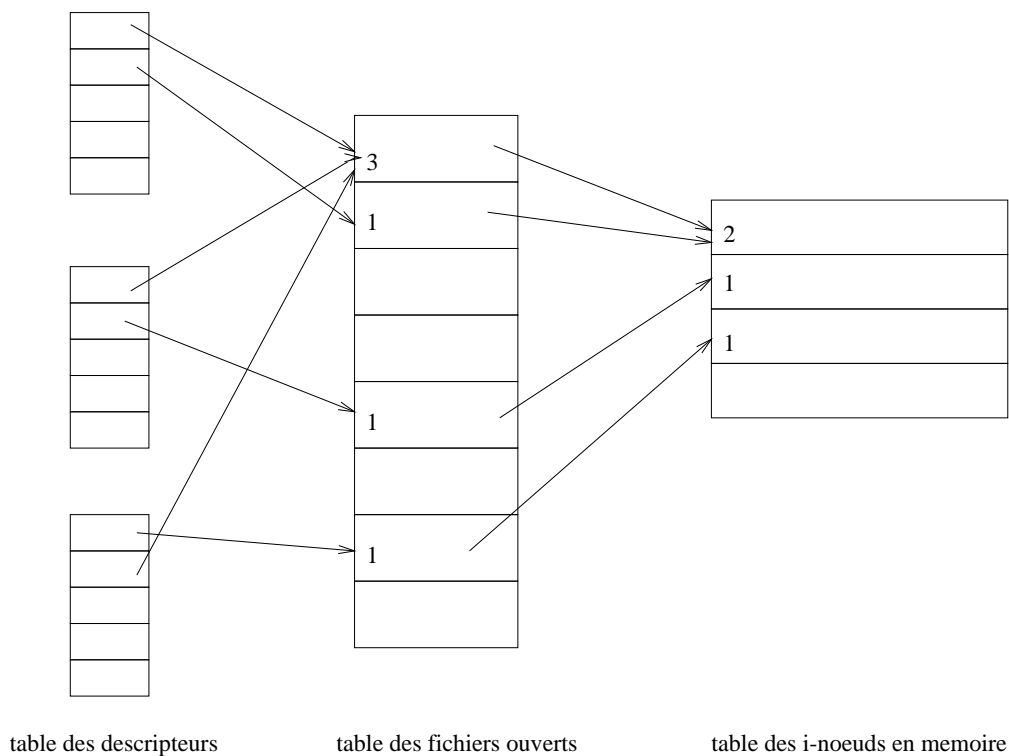 3
1
1
1
2
1
1
table des descripteurs
table des fichiers ouverts
table des i-noeuds en memoire